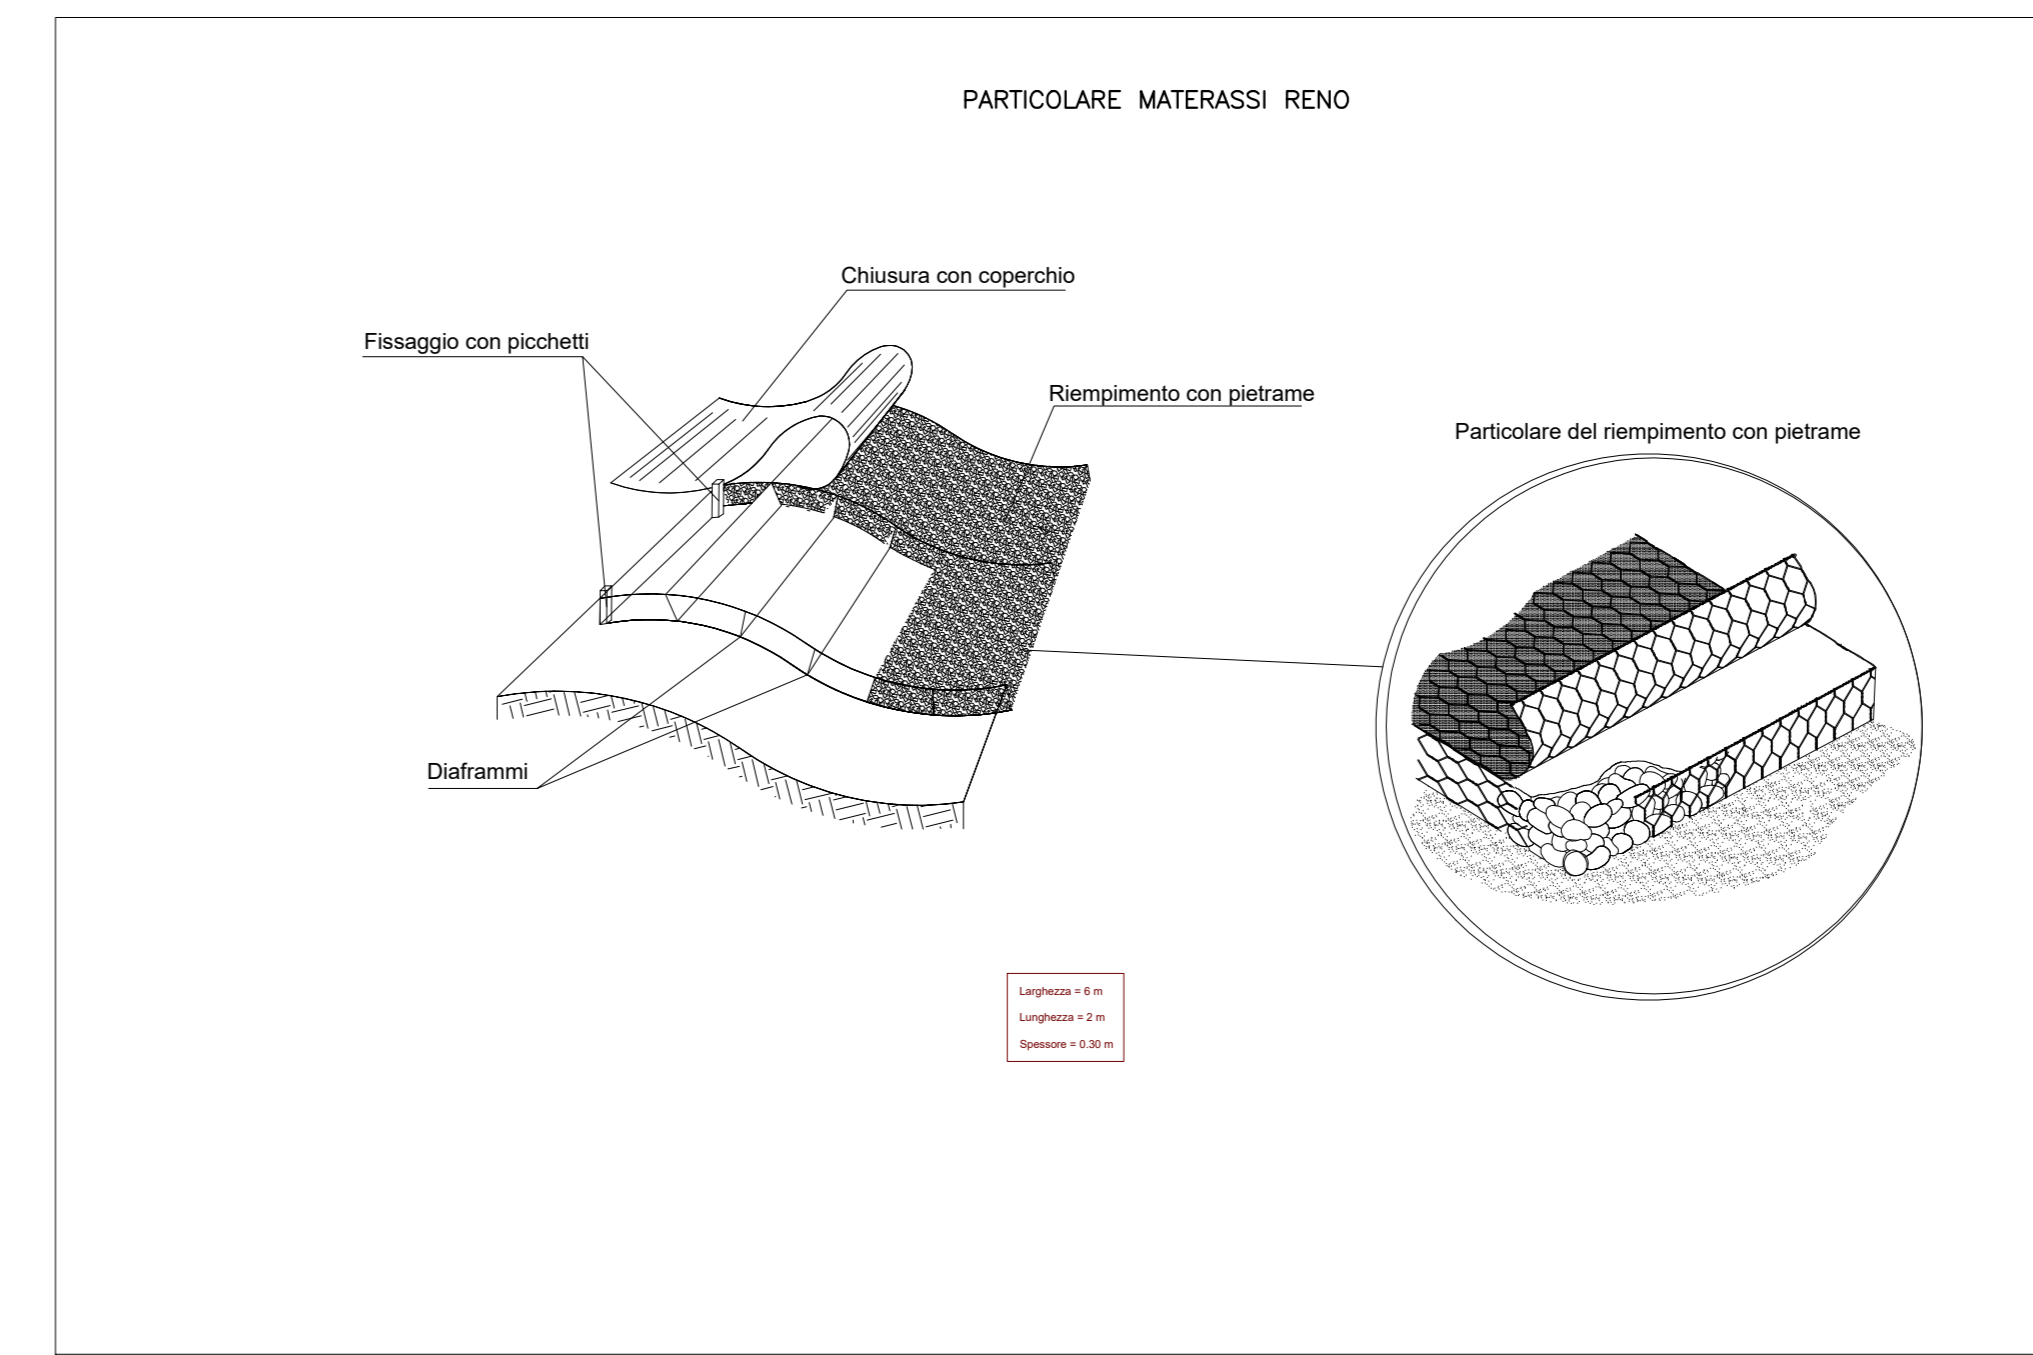 PARTICOLARE MATERASSI RENO
Chiusura con coperchio
Fissaggio con picchetti
Riempimento con pietrame
Particolare del riempimento con pietrame
Diaframmi
Larghezza = 6 m
Lunghezza = 2 m
Spessore = 0.30 m